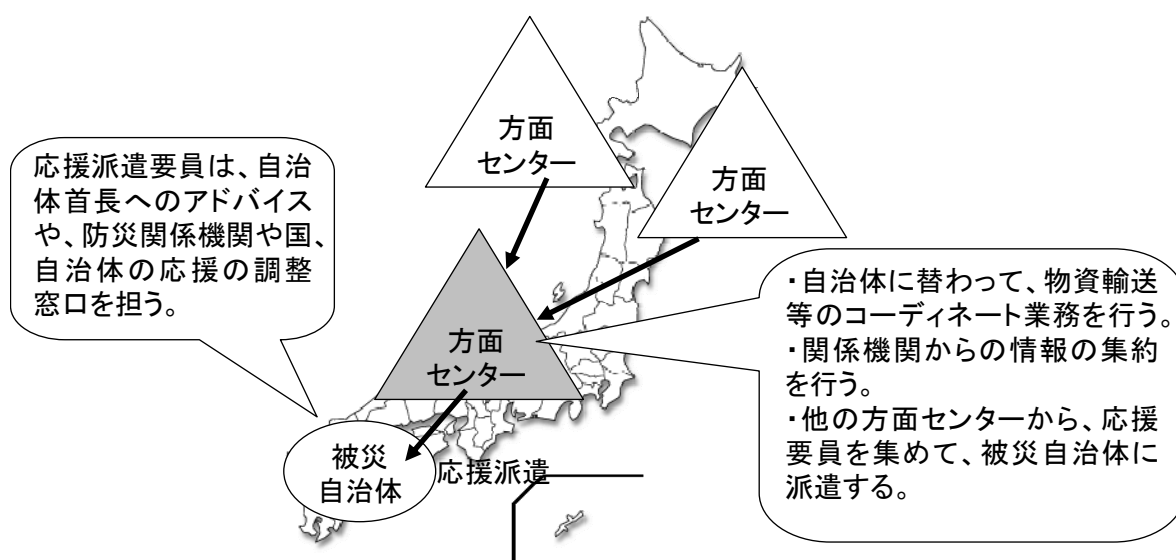 方面
センター
方面
センター
応援派遣要員は、自治
体首長へのアドバイス
や、防災関係機関や国、
自治体の応援の調整
窓口を担う。
・自治体に替わって、物資輸送
等のコーディネート業務を行う。
・関係機関からの情報の集約
を行う。
・他の方面センターから、応援
要員を集めて、被災自治体に
派遣する。
方面
センター
被災
自治体
応援派遣